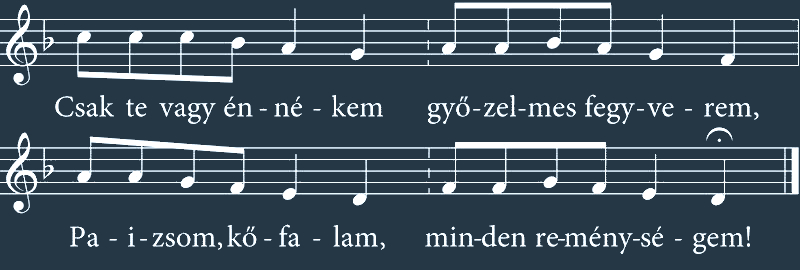 Csak te vagy én - né - kem győ-zel-mes fegy-ve - rem,
Pa - i-zsom, kő - fa - lam, min-den re-mény-sé - gem!